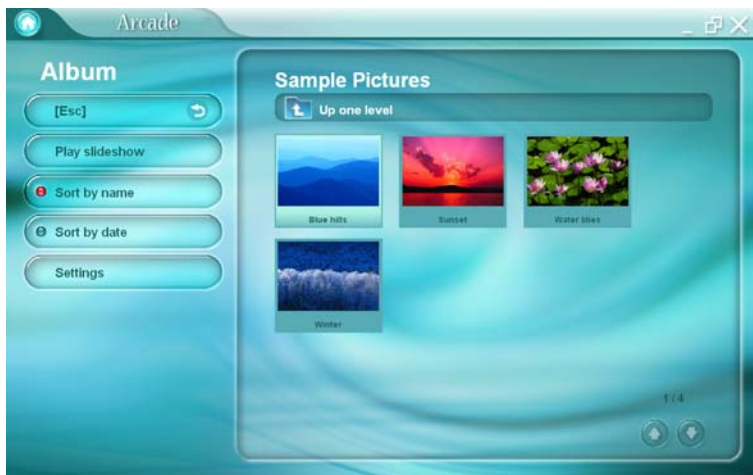 Arcade
Album
[Esc]
Play slideshow
Sort by name
Sort by date
Settings
Sample Pictures
Up one level
Blue hills
Sunset
Water lilies
Winter
1 / 4